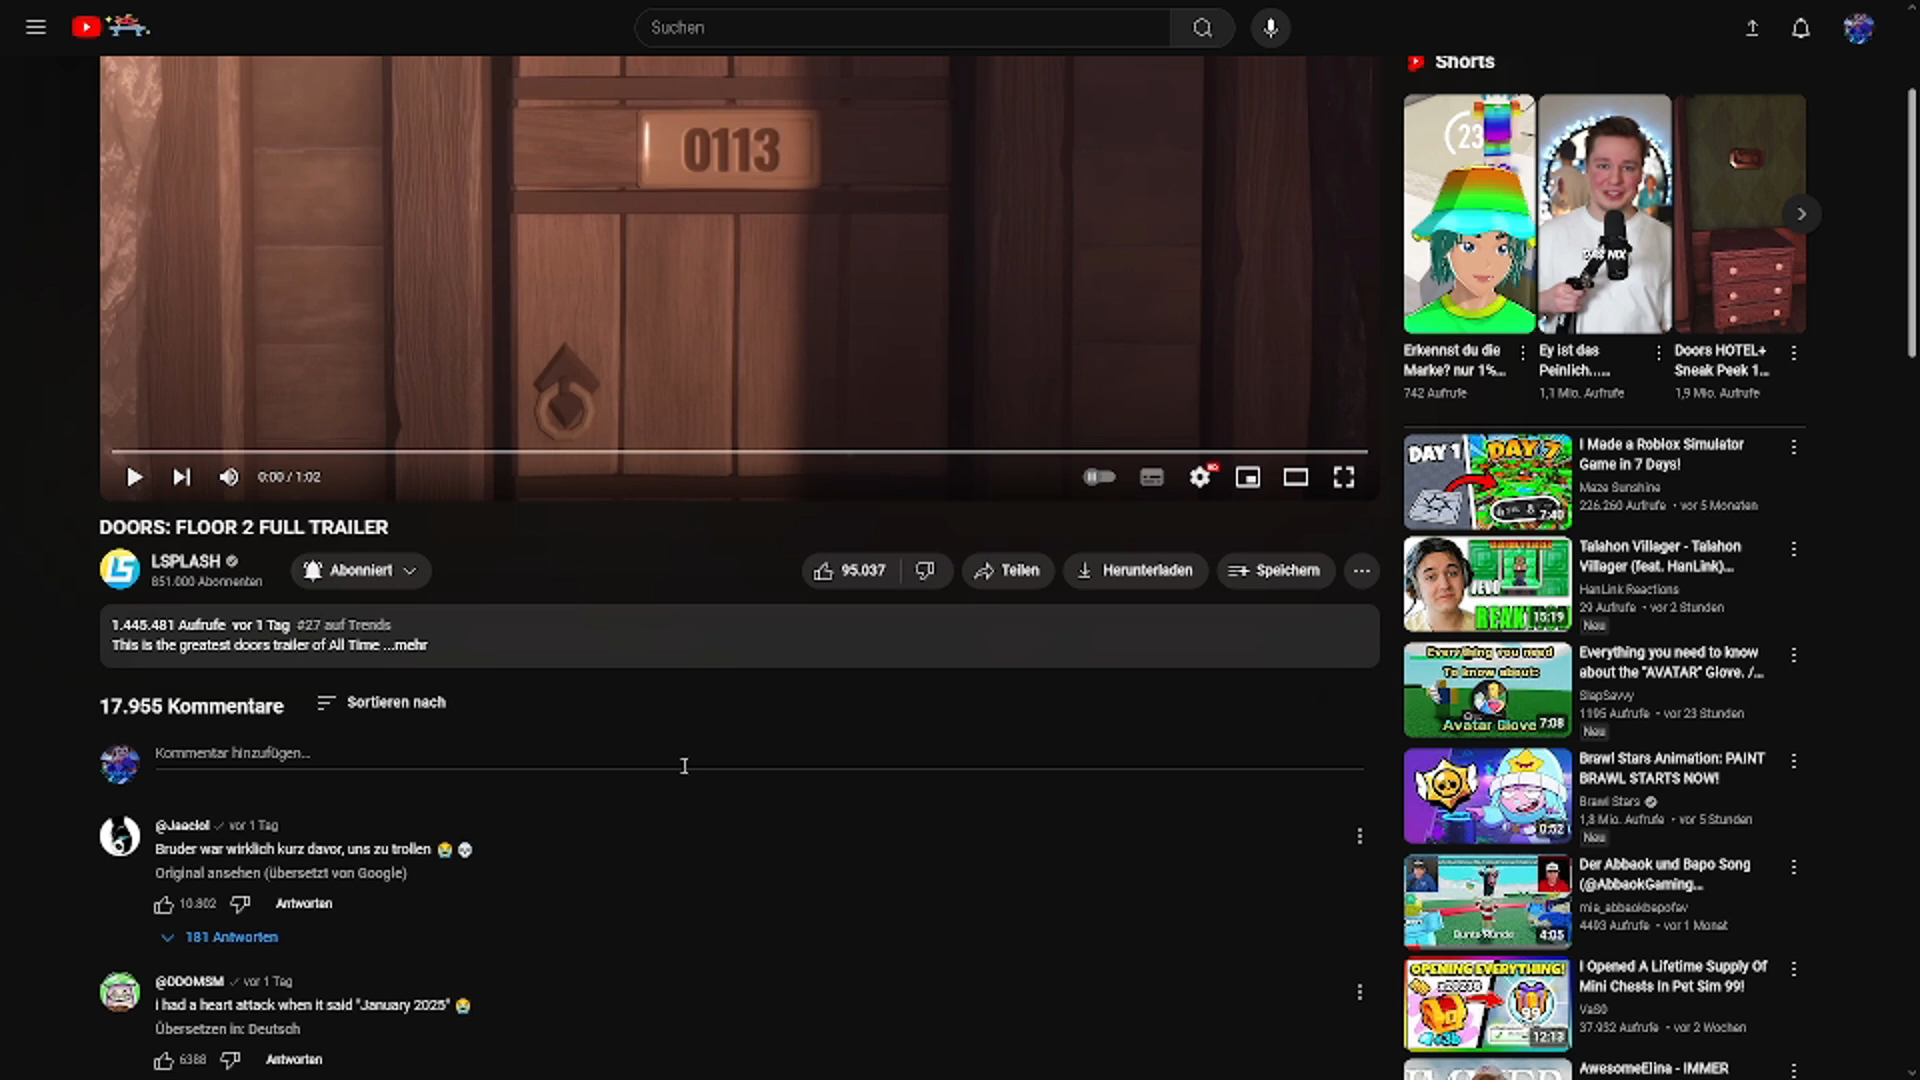 Suchen
0113
0:00 / 1:02
DOORS: FLOOR 2 FULL TRAILER
LSPLASH
851.000 Abonnenten
Abonniert
95.037
Teilen
Herunterladen
Speichern
1.445.481 Aufrufe vor 1 Tag #27 auf Trends
This is the greatest doors trailer of All Time ...mehr
17.955 Kommentare
Sortieren nach
Kommentar hinzufügen...
@Jaaclol vor 1 Tag
Bruder war wirklich kurz davor, uns zu trollen 😭 💀
Original ansehen (übersetzt von Google)
10.802
Antworten
181 Antworten
@DDOMSM vor 1 Tag
I had a heart attack when it said "January 2025" 😭
Übersetzen in: Deutsch
6388
Antworten
Shorts
23
Erkennst du die
Marke? nur 1%...
742 Aufrufe
Ey ist das
Peinlich.....
1,1 Mio. Aufrufe
Doors HOTEL+
Sneak Peek 1...
1,9 Mio. Aufrufe
DAY 1
DAY 7
7:40
I Made a Roblox Simulator
Game in 7 Days!
Maze Sunshine
226.260 Aufrufe • vor 5 Monaten
15:19
Talahon Villager - Talahon
Villager (feat. HanLink)...
HanLink Reactions
29 Aufrufe • vor 2 Stunden
Neu
Everything you need
To know about:
Avatar Glove
7:08
Everything you need to know
about the "AVATAR" Glove. /...
SlapSavvy
1195 Aufrufe • vor 23 Stunden
Neu
0:52
Brawl Stars Animation: PAINT
BRAWL STARTS NOW!
Brawl Stars
1,8 Mio. Aufrufe • vor 5 Stunden
Neu
Bunte Runde
4:05
Der Abbaok und Bapo Song
(@AbbaokGaming...
mia_abbaokbapofav
4493 Aufrufe • vor 1 Monat
OPENING EVERYTHING!
99
12:13
I Opened A Lifetime Supply Of
Mini Chests In Pet Sim 99!
VaSO
37.932 Aufrufe • vor 2 Wochen
AwesomeElina - IMMER